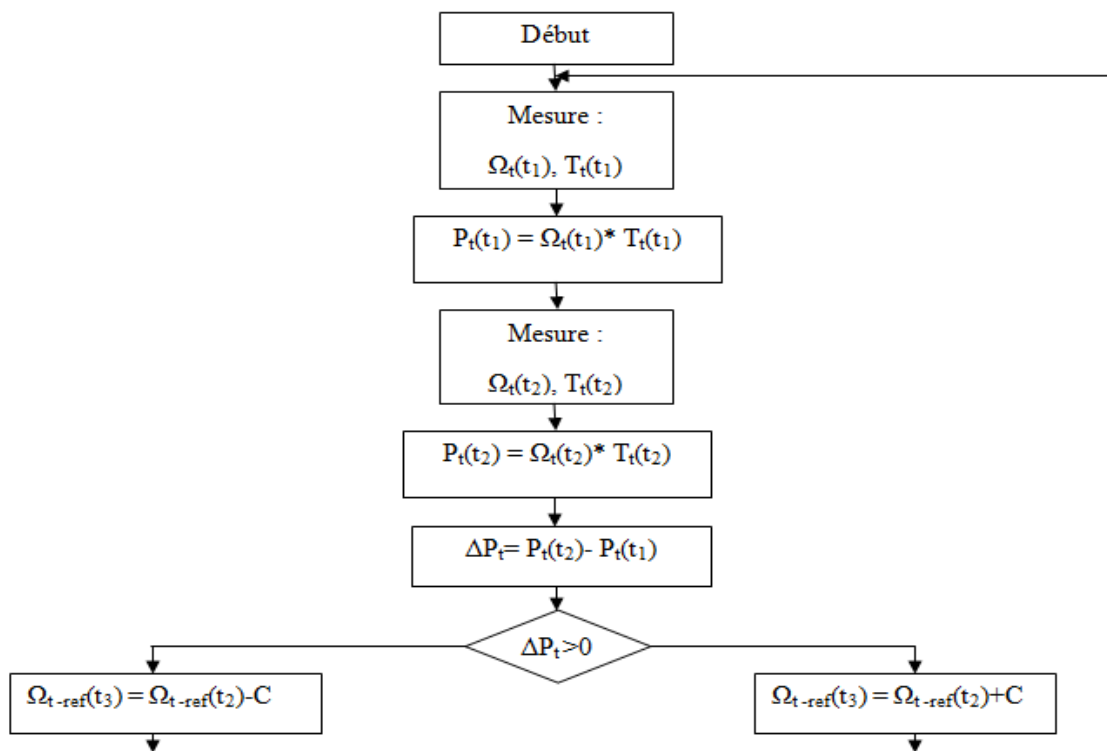 Début
Mesure :
Ωₜ(t₁), Tₜ(t₁)
Pₜ(t₁) = Ωₜ(t₁)* Tₜ(t₁)
Mesure :
Ωₜ(t₂), Tₜ(t₂)
Pₜ(t₂) = Ωₜ(t₂)* Tₜ(t₂)
ΔPₜ= Pₜ(t₂)- Pₜ(t₁)
ΔPₜ>0
Ωₜ₋ref(t₃) = Ωₜ₋ref(t₂)-C
Ωₜ₋ref(t₃) = Ωₜ₋ref(t₂)+C